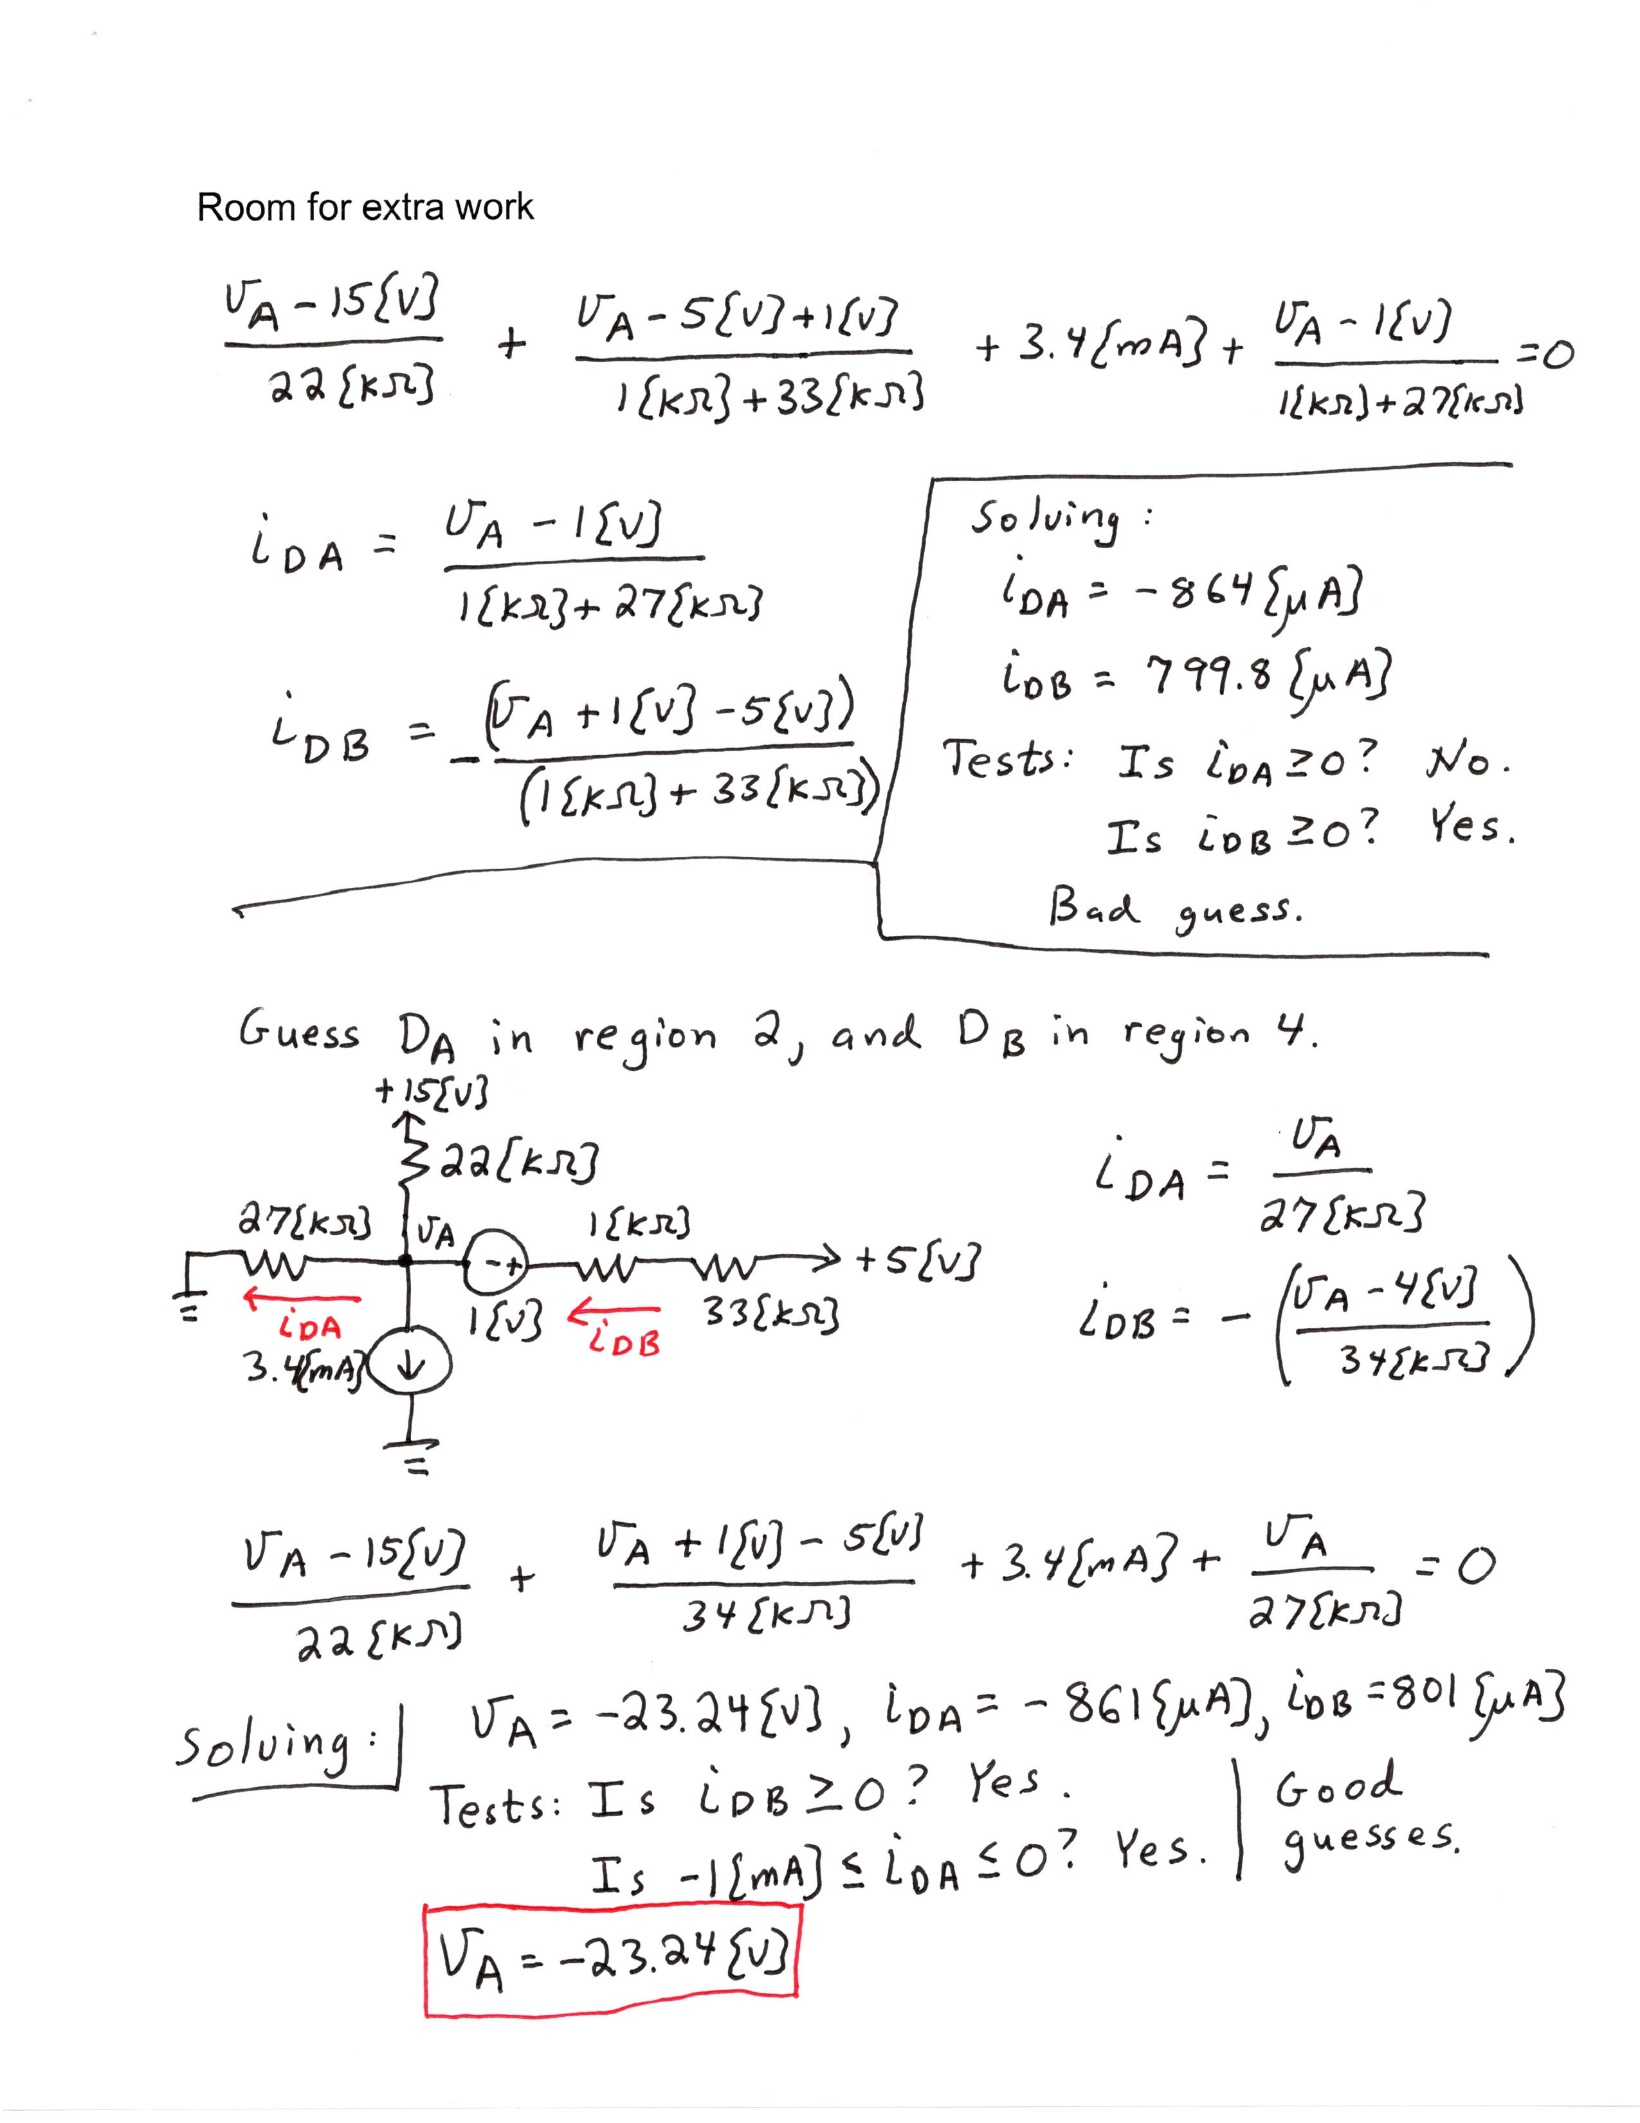 Room for extra work
(vA - 15{V}) / 22{kΩ} + (vA - 5{V} + 1{V}) / (1{kΩ} + 33{kΩ}) + 3.4{mA} + (vA - 1{V}) / (1{kΩ} + 27{kΩ}) = 0
iDA = (vA - 1{V}) / (1{kΩ} + 27{kΩ})
iDB = -(vA + 1{V} - 5{V}) / (1{kΩ} + 33{kΩ})
Solving:
iDA = -864{μA}
iDB = 799.8{μA}
Tests: Is iDA ≥ 0? No.
Is iDB ≥ 0? Yes.
Bad guess.
Guess DA in region 2, and DB in region 4.
+15{V}
22{kΩ}
27{kΩ} vA 1{kΩ}
- + +5{V}
iDA 1{V} iDB 33{kΩ}
3.4{mA}
iDA = vA / 27{kΩ}
iDB = -((vA - 4{V}) / 34{kΩ})
(vA - 15{V}) / 22{kΩ} + (vA + 1{V} - 5{V}) / 34{kΩ} + 3.4{mA} + vA / 27{kΩ} = 0
Solving: vA = -23.24{V}, iDA = -861{μA}, iDB = 801{μA}
Tests: Is iDB ≥ 0? Yes.
Is -1{mA} ≤ iDA ≤ 0? Yes.
Good
guesses.
vA = -23.24{V}